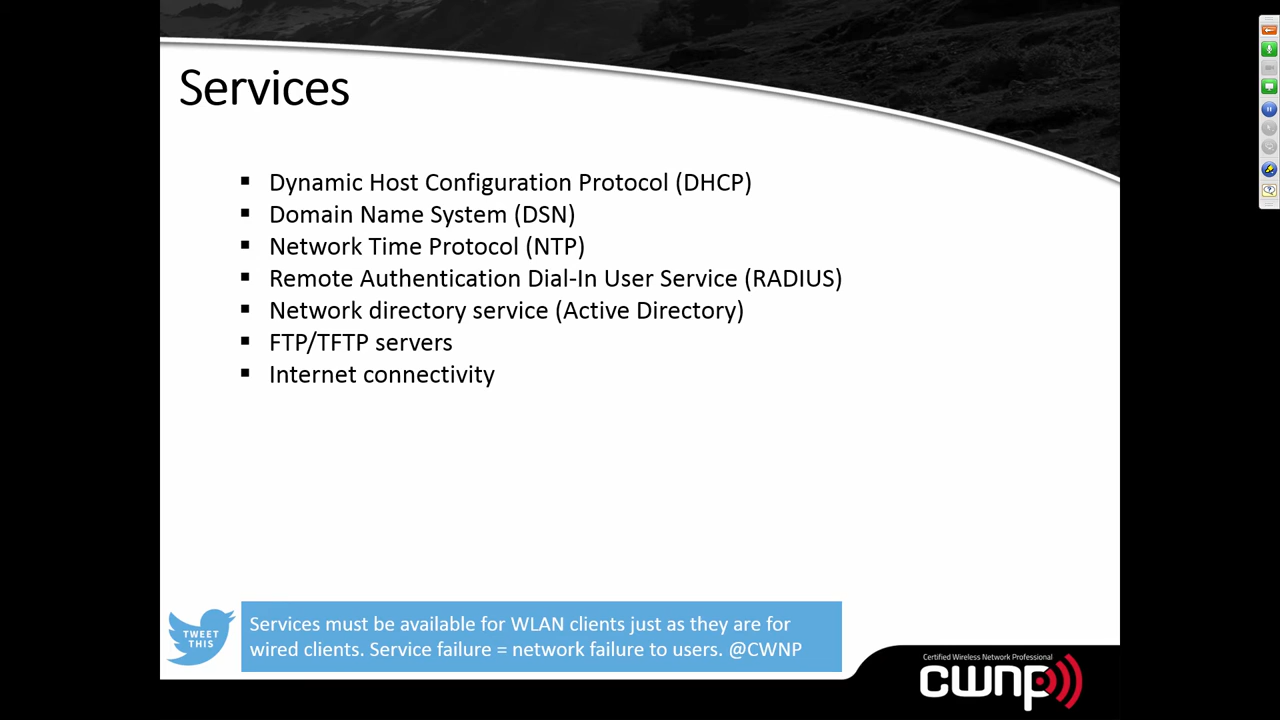 Services
Dynamic Host Configuration Protocol (DHCP)
Domain Name System (DSN)
Network Time Protocol (NTP)
Remote Authentication Dial-In User Service (RADIUS)
Network directory service (Active Directory)
FTP/TFTP servers
Internet connectivity
TWEET
THIS
Services must be available for WLAN clients just as they are for
wired clients. Service failure = network failure to users. @CWNP
Certified Wireless Network Professional
cwnp